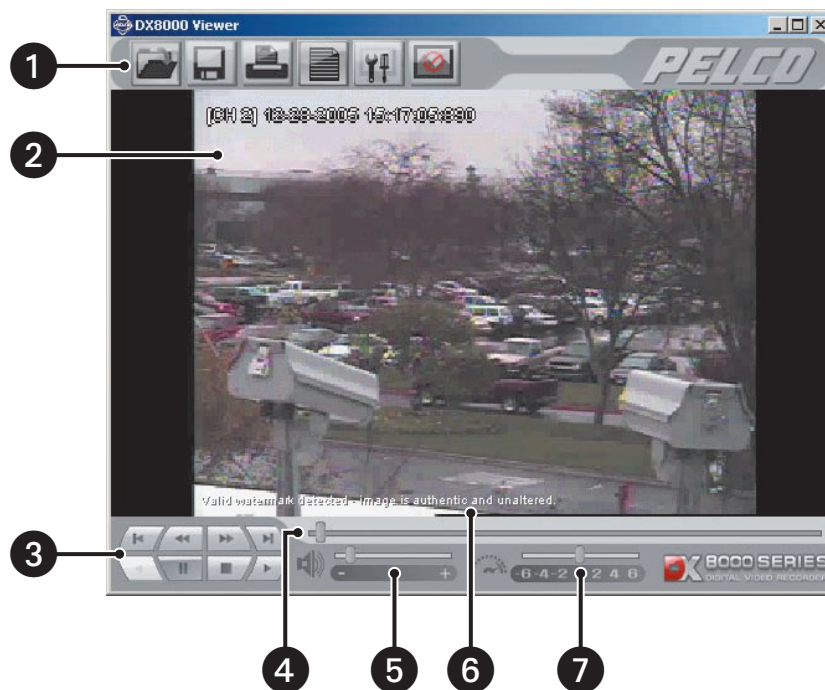 DX8000 Viewer
PELCO
1
2
[CH 2] 12-28-2005 15:17:05:890
Valid watermark detected - Image is authentic and unaltered.
3
- +
-6 -4 -2 0 2 4 6
DX 8000 SERIES
DIGITAL VIDEO RECORDER
4
5
6
7